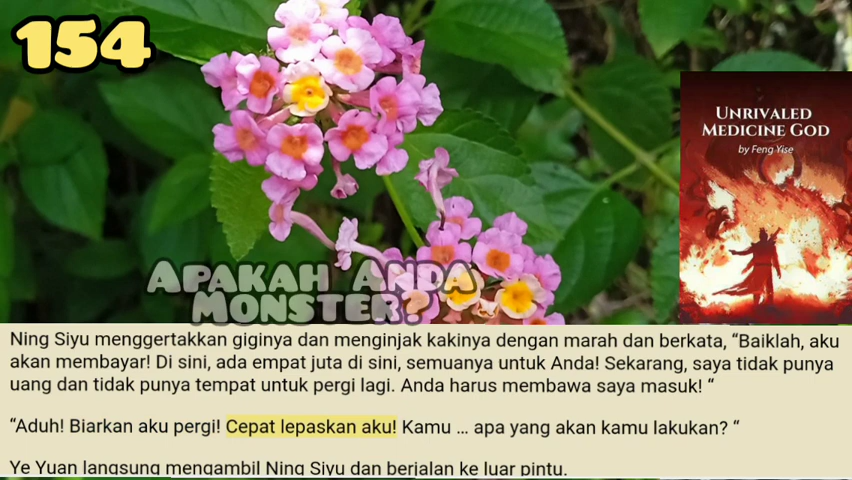 154
UNRIVALED
MEDICINE GOD
by Feng Yise
APAKAH ANDA
MONSTER?
Ning Siyu menggertakkan giginya dan menginjak kakinya dengan marah dan berkata, “Baiklah, aku
akan membayar! Di sini, ada empat juta di sini, semuanya untuk Anda! Sekarang, saya tidak punya
uang dan tidak punya tempat untuk pergi lagi. Anda harus membawa saya masuk! “
“Aduh! Biarkan aku pergi! Cepat lepaskan aku! Kamu … apa yang akan kamu lakukan? “
Ye Yuan langsung mengambil Ning Siyu dan berjalan ke luar pintu.